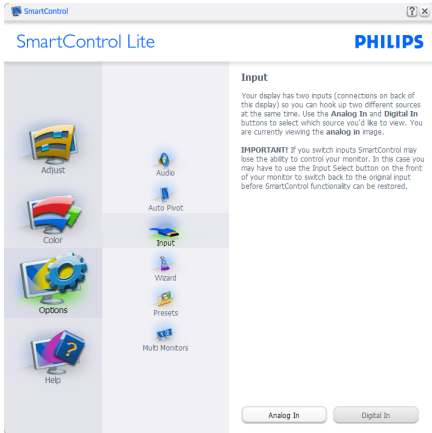 SmartControl
SmartControl Lite
PHILIPS
Adjust
Color
Options
Help
Audio
Auto Pivot
Input
Wizard
Presets
Multi Monitors
Input
Your display has two inputs (connections on back of
this display) so you can hook up two different sources
at the same time. Use the Analog In and Digital In
buttons to select which source you'd like to view. You
are currently viewing the analog in image.
IMPORTANT! If you switch inputs SmartControl may
lose the ability to control your monitor. In this case you
may have to use the Input Select button on the front
of your monitor to switch back to the original input
before SmartControl functionality can be restored.
Analog In
Digital In